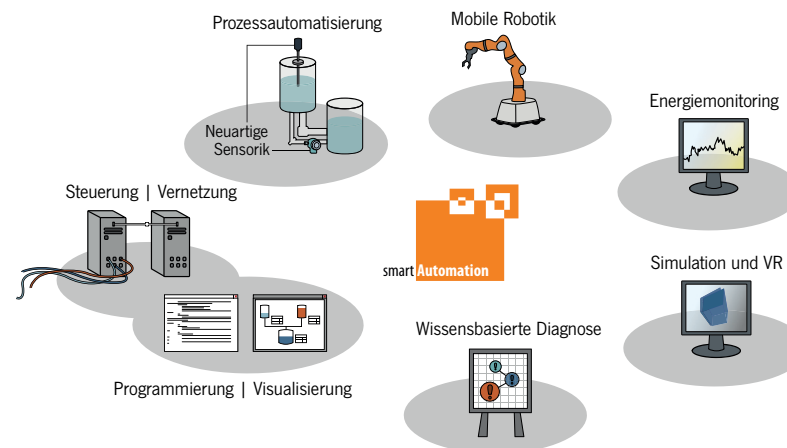 Prozessautomatisierung
Mobile Robotik
Energiemonitoring
Neuartige
Sensorik
Steuerung | Vernetzung
smart Automation
Simulation und VR
Wissensbasierte Diagnose
Programmierung | Visualisierung